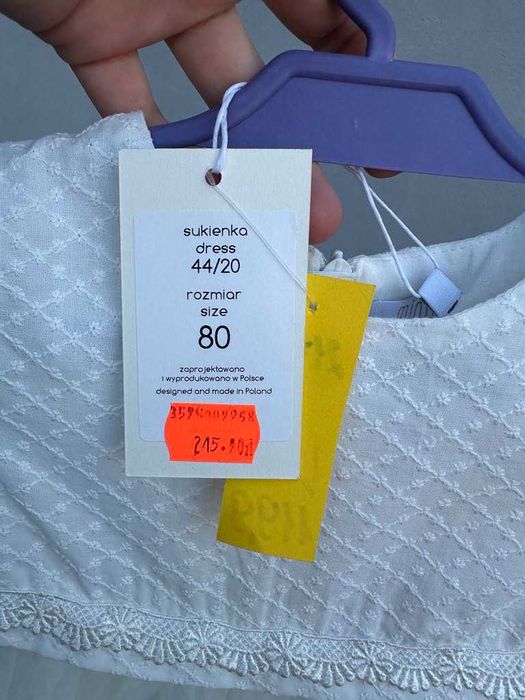 sukienka
dress
44/20
rozmiar
size
80
zaprojektowano
i wyprodukowano w Polsce
designed and made in Poland
215.90zł